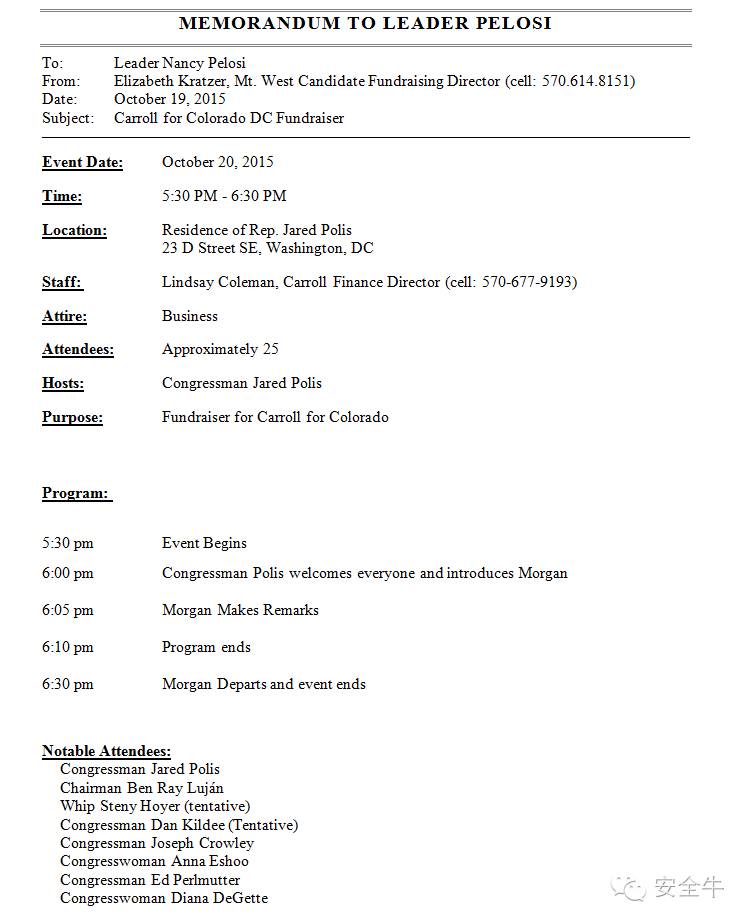 MEMORANDUM TO LEADER PELOSI
To: Leader Nancy Pelosi
From: Elizabeth Kratzer, Mt. West Candidate Fundraising Director (cell: 570.614.8151)
Date: October 19, 2015
Subject: Carroll for Colorado DC Fundraiser
Event Date: October 20, 2015
Time: 5:30 PM - 6:30 PM
Location: Residence of Rep. Jared Polis
23 D Street SE, Washington, DC
Staff: Lindsay Coleman, Carroll Finance Director (cell: 570-677-9193)
Attire: Business
Attendees: Approximately 25
Hosts: Congressman Jared Polis
Purpose: Fundraiser for Carroll for Colorado
Program:
5:30 pm Event Begins
6:00 pm Congressman Polis welcomes everyone and introduces Morgan
6:05 pm Morgan Makes Remarks
6:10 pm Program ends
6:30 pm Morgan Departs and event ends
Notable Attendees:
Congressman Jared Polis
Chairman Ben Ray Luján
Whip Steny Hoyer (tentative)
Congressman Dan Kildee (Tentative)
Congressman Joseph Crowley
Congresswoman Anna Eshoo
Congressman Ed Perlmutter
Congresswoman Diana DeGette
安全牛